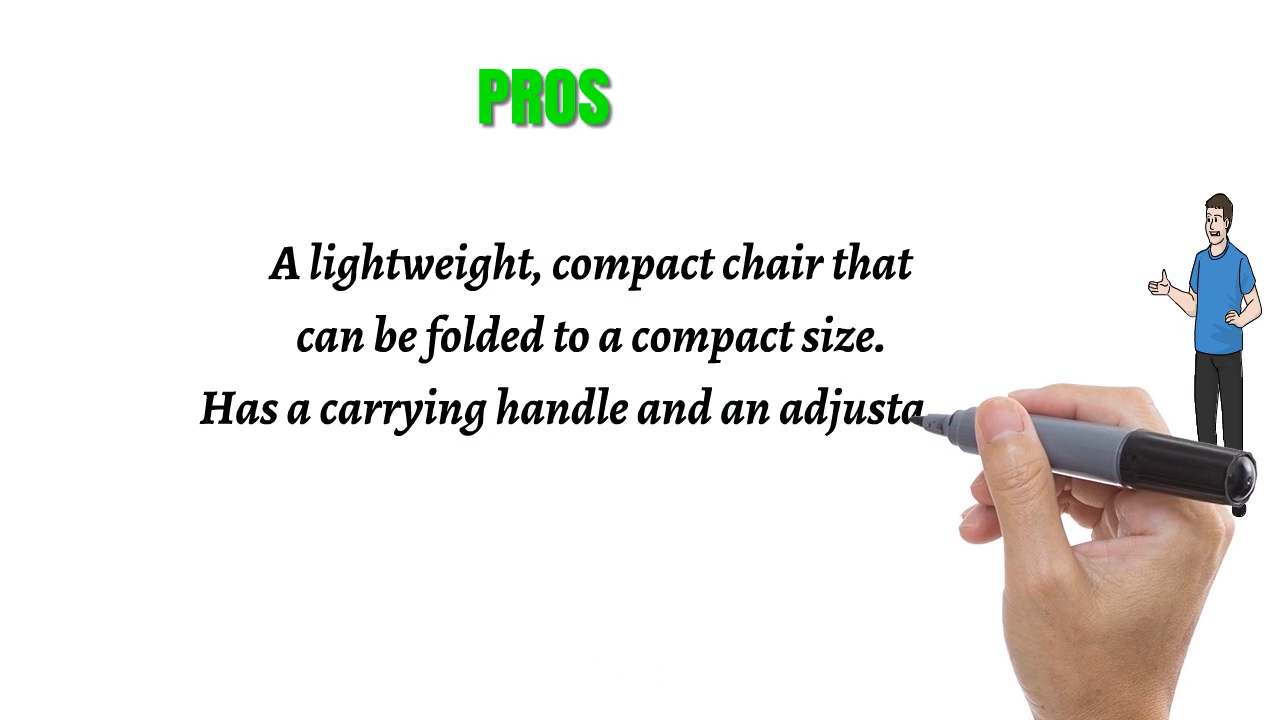 PROS
A lightweight, compact chair that
can be folded to a compact size.
Has a carrying handle and an adjusta